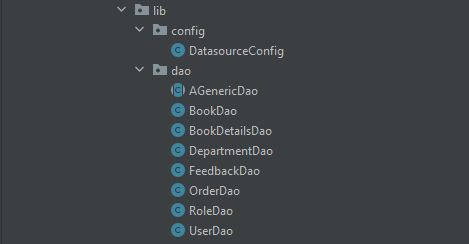 lib
config
DatasourceConfig
dao
AGenericDao
BookDao
BookDetailsDao
DepartmentDao
FeedbackDao
OrderDao
RoleDao
UserDao